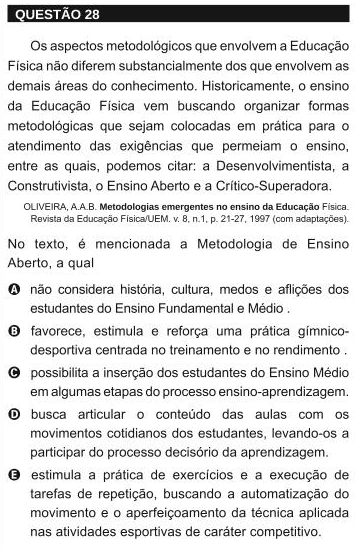 QUESTÃO 28
Os aspectos metodológicos que envolvem a Educação
Física não diferem substancialmente dos que envolvem as
demais áreas do conhecimento. Historicamente, o ensino
da Educação Física vem buscando organizar formas
metodológicas que sejam colocadas em prática para o
atendimento das exigências que permeiam o ensino,
entre as quais, podemos citar: a Desenvolvimentista, a
Construtivista, o Ensino Aberto e a Crítico-Superadora.
OLIVEIRA, A.A.B. Metodologias emergentes no ensino da Educação Física.
Revista da Educação Física/UEM. v. 8, n.1, p. 21-27, 1997 (com adaptações).
No texto, é mencionada a Metodologia de Ensino
Aberto, a qual
A não considera história, cultura, medos e aflições dos
estudantes do Ensino Fundamental e Médio .
B favorece, estimula e reforça uma prática gímnico-
desportiva centrada no treinamento e no rendimento .
C possibilita a inserção dos estudantes do Ensino Médio
em algumas etapas do processo ensino-aprendizagem.
D busca articular o conteúdo das aulas com os
movimentos cotidianos dos estudantes, levando-os a
participar do processo decisório da aprendizagem.
E estimula a prática de exercícios e a execução de
tarefas de repetição, buscando a automatização do
movimento e o aperfeiçoamento da técnica aplicada
nas atividades esportivas de caráter competitivo.